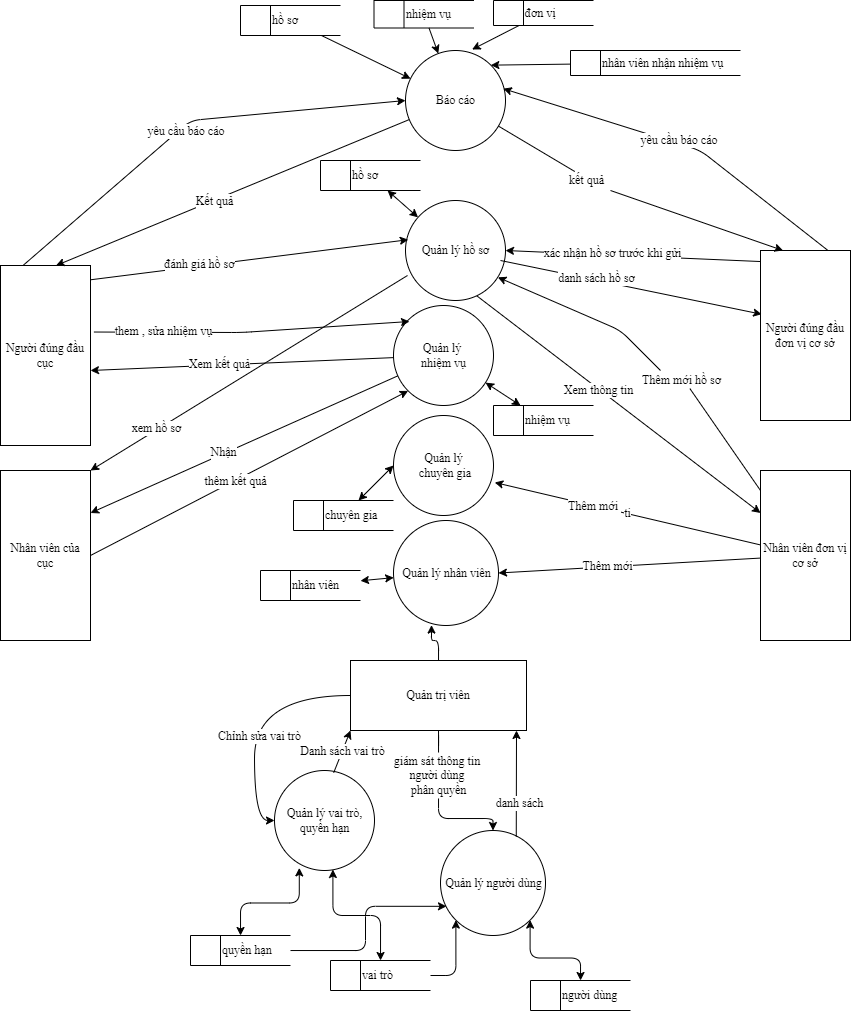 nhiệm vụ
đơn vị
hồ sơ
nhân viên nhận nhiệm vụ
Báo cáo
yêu cầu báo cáo
yêu cầu báo cáo
hồ sơ
kết quả
Kết quả
Quản lý hồ sơ
xác nhận hồ sơ trước khi gửi
đánh giá hồ sơ
danh sách hồ sơ
Người đúng đầu
cục
Người đúng đầu
đơn vị cơ sở
them , sửa nhiệm vụ
Quản lý
nhiệm vụ
Xem kết quả
Thêm mới hồ sơ
Xem thông tin
nhiệm vụ
xem hồ sơ
Nhận
Quản lý
chuyên gia
thêm kết quả
Thêm mới
-ti
chuyên gia
Nhân viên của
cục
Nhân viên đơn vị
cơ sở
Quản lý nhân viên
Thêm mới
nhân viên
Quản trị viên
Chỉnh sửa vai trò
Danh sách vai trò
giám sát thông tin
người dùng
phân quyền
danh sách
Quản lý vai trò,
quyền hạn
Quản lý người dùng
quyền hạn
vai trò
người dùng